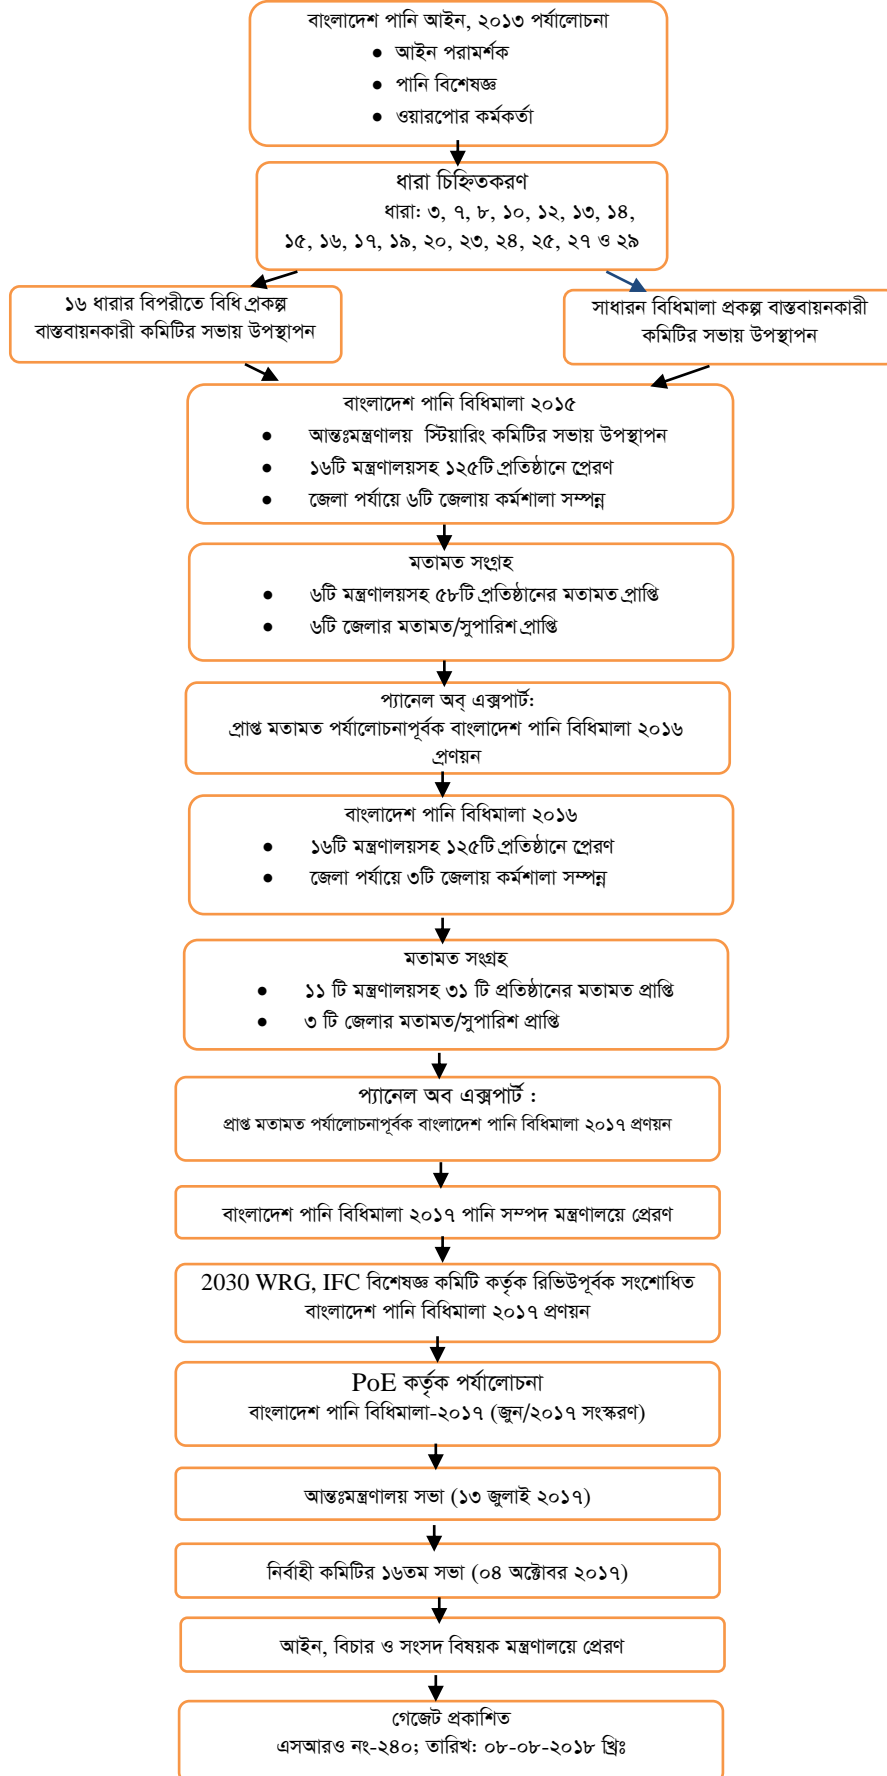 বাংলাদেশ পানি আইন, ২০১৩ পর্যালোচনা
● আইন পরামর্শক
● পানি বিশেষজ্ঞ
● ওয়ারপোর কর্মকর্তা
ধারা চিহ্নিতকরণ
ধারা: ৩, ৭, ৮, ১০, ১২, ১৩, ১৪,
১৫, ১৬, ১৭, ১৯, ২০, ২৩, ২৪, ২৫, ২৭ ও ২৯
১৬ ধারার বিপরীতে বিধি প্রকল্প
বাস্তবায়নকারী কমিটির সভায় উপস্থাপন
সাধারন বিধিমালা প্রকল্প বাস্তবায়নকারী
কমিটির সভায় উপস্থাপন
বাংলাদেশ পানি বিধিমালা ২০১৫
● আন্তঃমন্ত্রণালয় স্টিয়ারিং কমিটির সভায় উপস্থাপন
● ১৬টি মন্ত্রণালয়সহ ১২৫টি প্রতিষ্ঠানে প্রেরণ
● জেলা পর্যায়ে ৬টি জেলায় কর্মশালা সম্পন্ন
মতামত সংগ্রহ
● ৬টি মন্ত্রণালয়সহ ৫৮টি প্রতিষ্ঠানের মতামত প্রাপ্তি
● ৬টি জেলার মতামত/সুপারিশ প্রাপ্তি
প্যানেল অব্ এক্সপার্ট:
প্রাপ্ত মতামত পর্যালোচনাপূর্বক বাংলাদেশ পানি বিধিমালা ২০১৬
প্রণয়ন
বাংলাদেশ পানি বিধিমালা ২০১৬
● ১৬টি মন্ত্রণালয়সহ ১২৫টি প্রতিষ্ঠানে প্রেরণ
● জেলা পর্যায়ে ৩টি জেলায় কর্মশালা সম্পন্ন
মতামত সংগ্রহ
● ১১ টি মন্ত্রণালয়সহ ৩১ টি প্রতিষ্ঠানের মতামত প্রাপ্তি
● ৩ টি জেলার মতামত/সুপারিশ প্রাপ্তি
প্যানেল অব এক্সপার্ট :
প্রাপ্ত মতামত পর্যালোচনাপূর্বক বাংলাদেশ পানি বিধিমালা ২০১৭ প্রণয়ন
বাংলাদেশ পানি বিধিমালা ২০১৭ পানি সম্পদ মন্ত্রণালয়ে প্রেরণ
2030 WRG, IFC বিশেষজ্ঞ কমিটি কর্তৃক রিভিউপূর্বক সংশোধিত
বাংলাদেশ পানি বিধিমালা ২০১৭ প্রণয়ন
PoE কর্তৃক পর্যালোচনা
বাংলাদেশ পানি বিধিমালা-২০১৭ (জুন/২০১৭ সংস্করণ)
আন্তঃমন্ত্রণালয় সভা (১৩ জুলাই ২০১৭)
নির্বাহী কমিটির ১৬তম সভা (০৪ অক্টোবর ২০১৭)
আইন, বিচার ও সংসদ বিষয়ক মন্ত্রণালয়ে প্রেরণ
গেজেট প্রকাশিত
এসআরও নং-২৪০; তারিখ: ০৮-০৮-২০১৮ খ্রিঃ